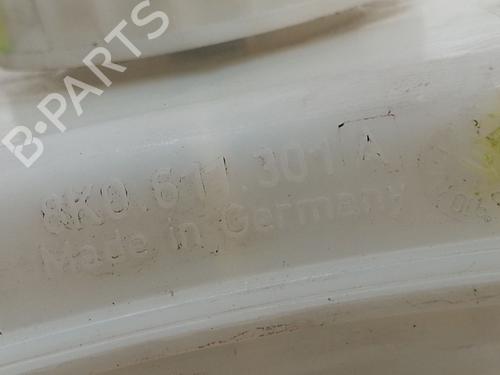 B-PARTS
8K0.611.301 A
Made in Germany